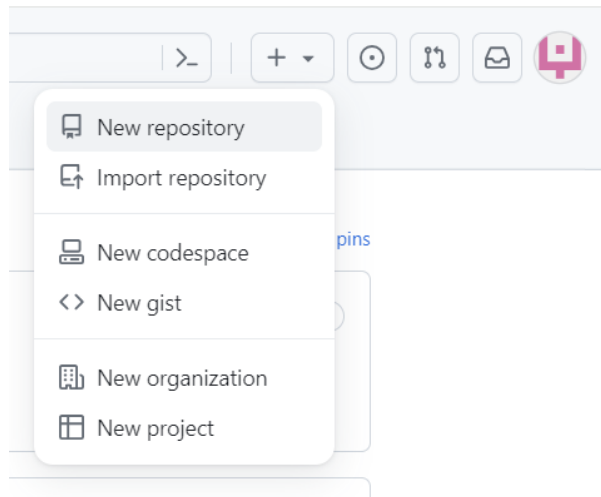 New repository
Import repository
pins
New codespace
New gist
New organization
New project